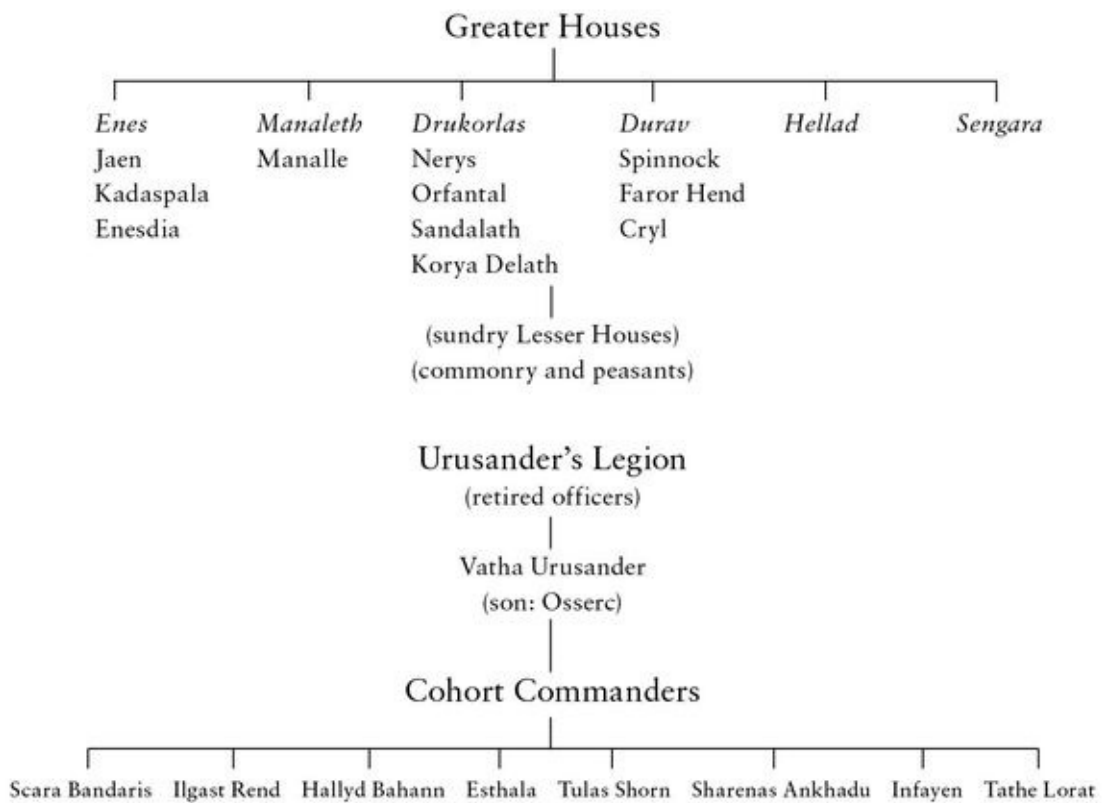 Greater Houses
Enes Manaleth Drukorlas Durav Hellad Sengara
Jaen Manalle Nerys Spinnock
Kadaspala Orfantal Faror Hend
Enesdia Sandalath Cryl
Korya Delath
(sundry Lesser Houses)
(commonry and peasants)
Urusander’s Legion
(retired officers)
Vatha Urusander
(son: Osserc)
Cohort Commanders
Scara Bandaris Ilgast Rend Hallyd Bahann Esthala Tulas Shorn Sharenas Ankhadu Infayen Tathe Lorat